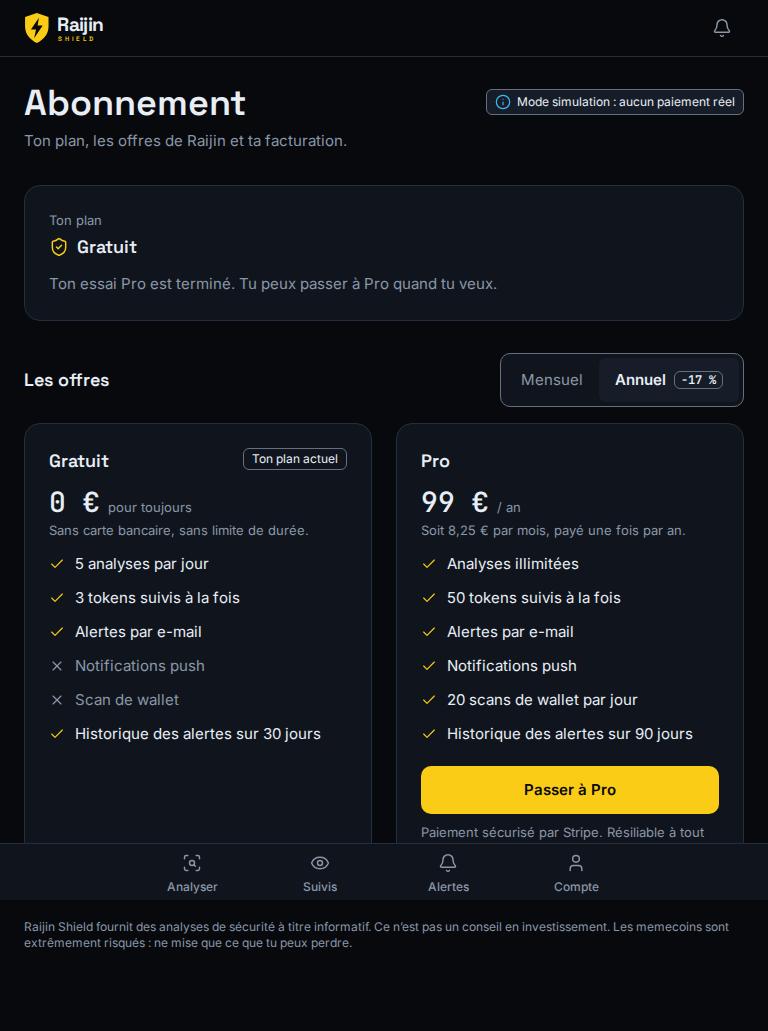 Raijin
SHIELD
Abonnement
Mode simulation : aucun paiement réel
Ton plan, les offres de Raijin et ta facturation.
Ton plan
Gratuit
Ton essai Pro est terminé. Tu peux passer à Pro quand tu veux.
Les offres
Mensuel
Annuel
-17 %
Gratuit
Ton plan actuel
0 € pour toujours
Sans carte bancaire, sans limite de durée.
5 analyses par jour
3 tokens suivis à la fois
Alertes par e-mail
Notifications push
Scan de wallet
Historique des alertes sur 30 jours
Pro
99 € / an
Soit 8,25 € par mois, payé une fois par an.
Analyses illimitées
50 tokens suivis à la fois
Alertes par e-mail
Notifications push
20 scans de wallet par jour
Historique des alertes sur 90 jours
Passer à Pro
Paiement sécurisé par Stripe. Résiliable à tout
Analyser
Suivis
Alertes
Compte
Raijin Shield fournit des analyses de sécurité à titre informatif. Ce n’est pas un conseil en investissement. Les memecoins sont
extrêmement risqués : ne mise que ce que tu peux perdre.